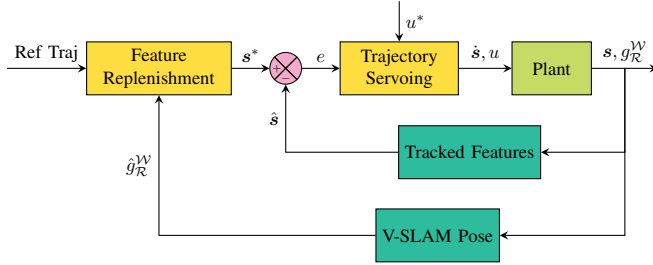 u*
Ref Traj
Feature
Replenishment
s*
+
−
e
Trajectory
Servoing
ṡ, u
Plant
s, g_R^W
ŝ
Tracked Features
ĝ_R^W
V-SLAM Pose